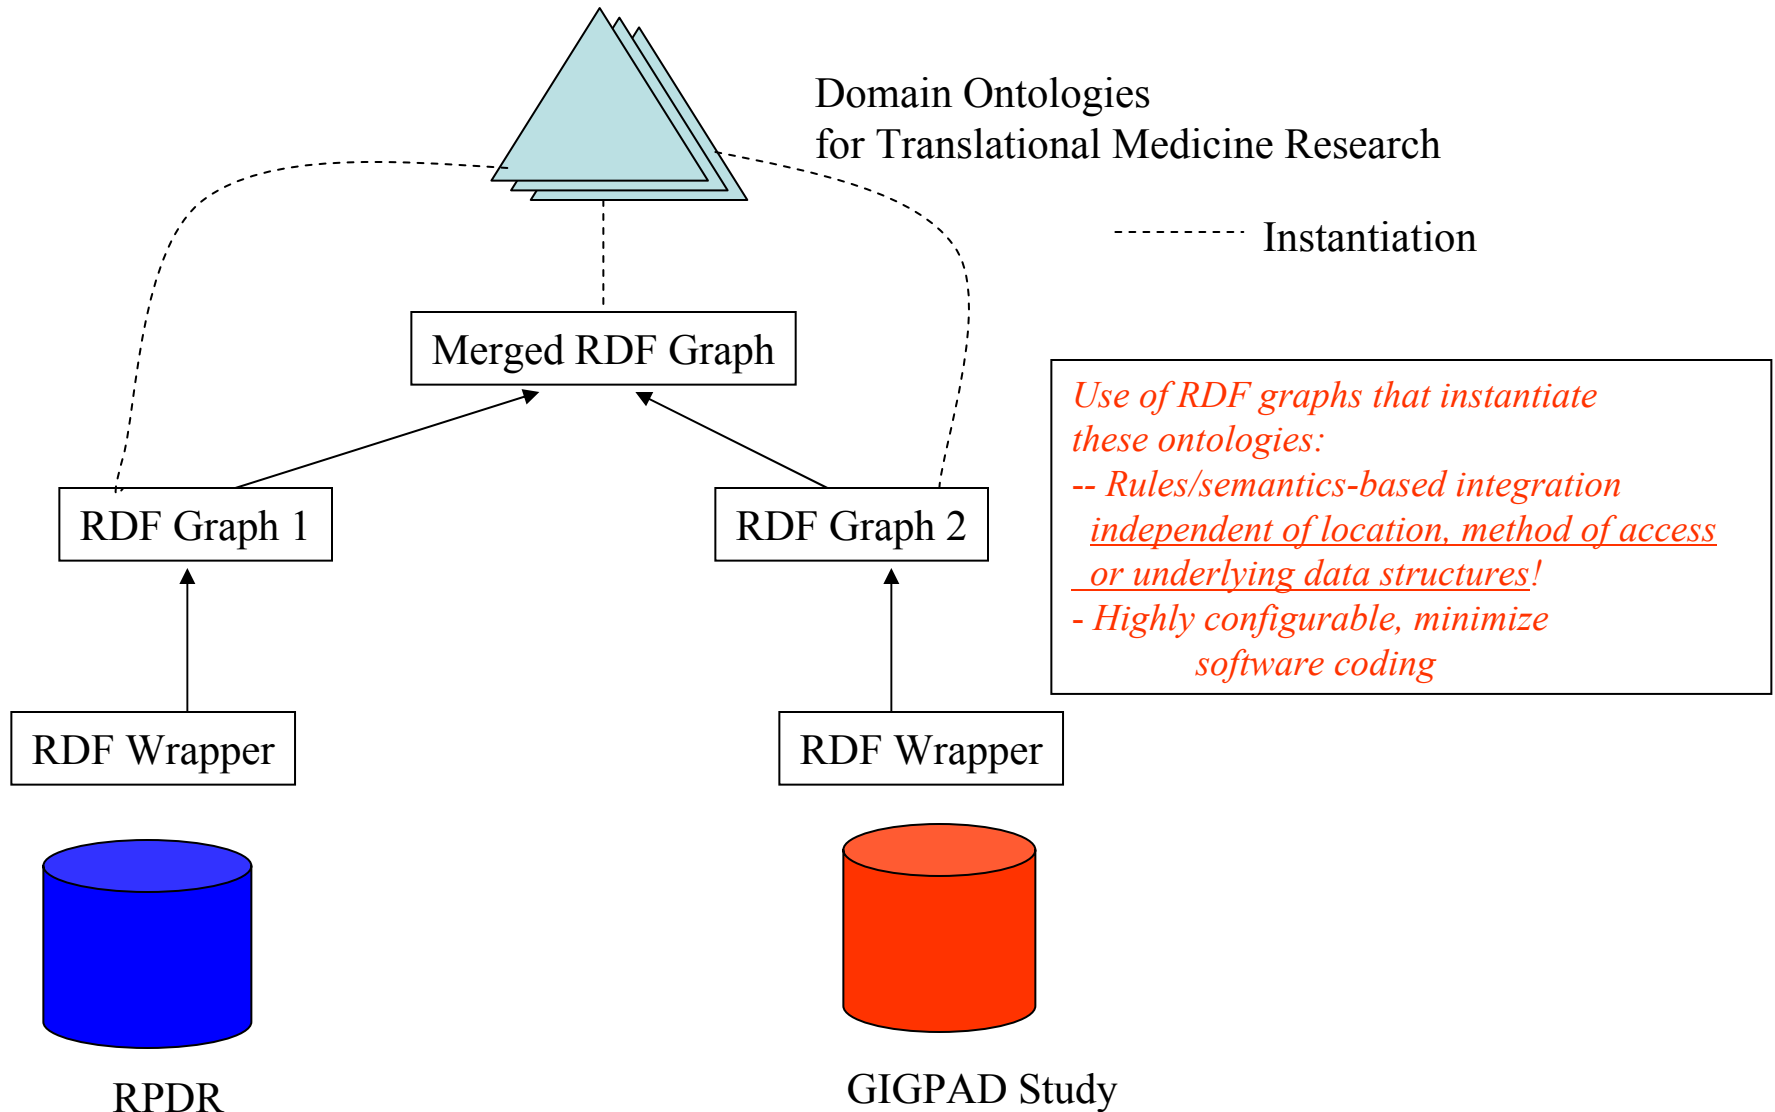 Domain Ontologies
for Translational Medicine Research
Instantiation
Merged RDF Graph
Use of RDF graphs that instantiate
these ontologies:
-- Rules/semantics-based integration
independent of location, method of access
or underlying data structures!
- Highly configurable, minimize
software coding
RDF Graph 1
RDF Graph 2
RDF Wrapper
RDF Wrapper
RPDR
GIGPAD Study